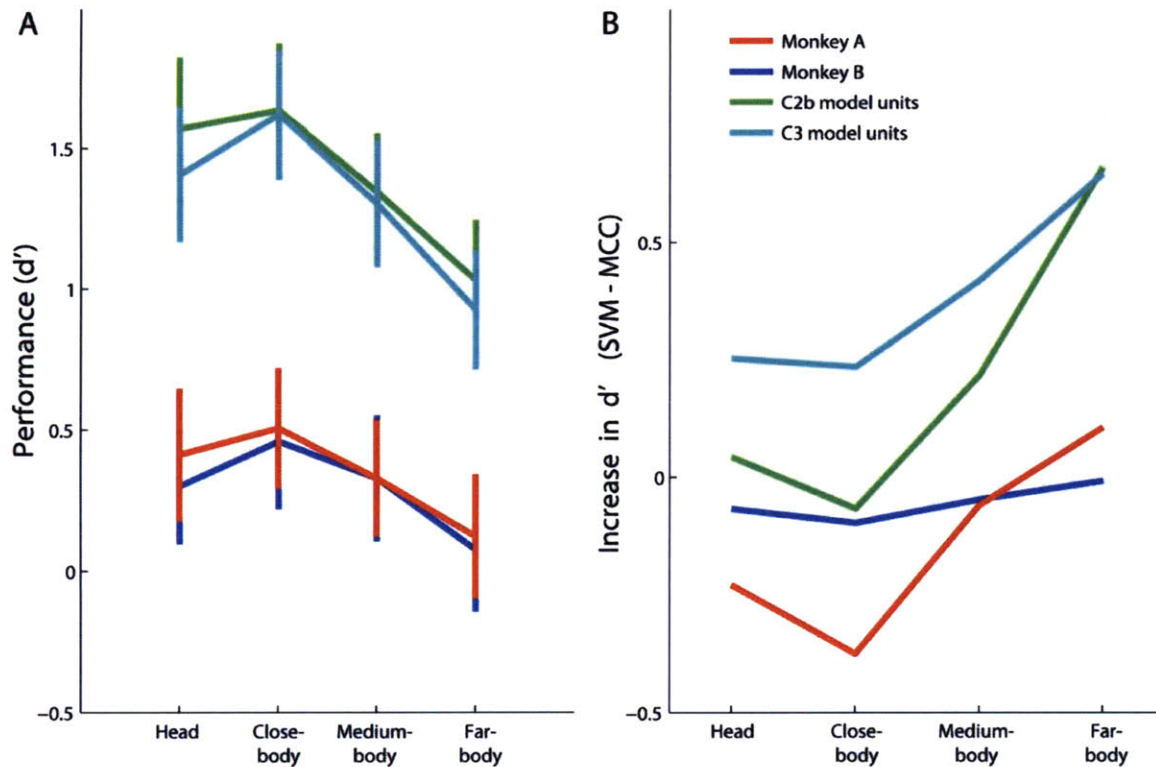 A
Performance (d')
1.5
1
0.5
0
−0.5
Head
Close-
body
Medium-
body
Far-
body
B
Increase in d' (SVM - MCC)
Monkey A
Monkey B
C2b model units
C3 model units
0.5
0
−0.5
Head
Close-
body
Medium-
body
Far-
body